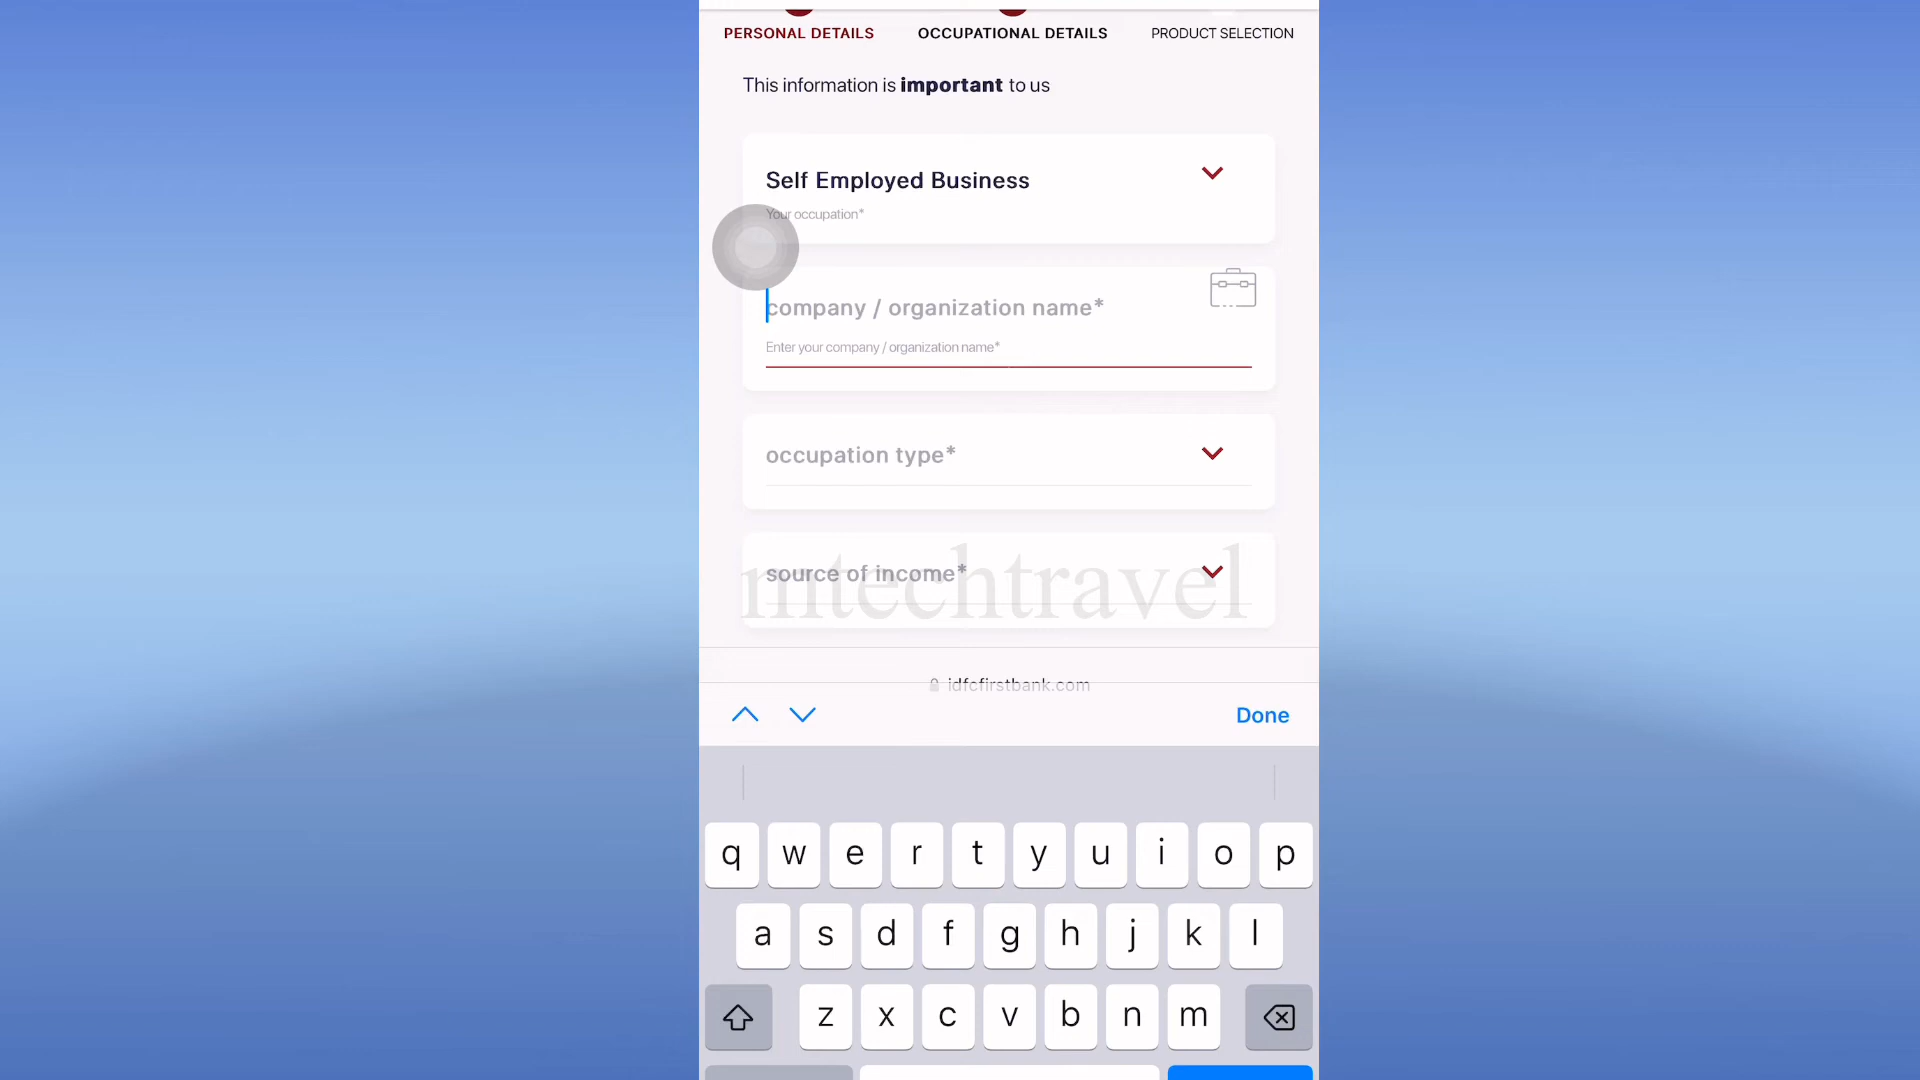 PERSONAL DETAILS OCCUPATIONAL DETAILS PRODUCT SELECTION
This information is important to us
Self Employed Business
Your occupation*
company / organization name*
Enter your company / organization name*
occupation type*
source of income*
mtechtravel
idfcfirstbank.com
Done
q w e r t y u i o p
a s d f g h j k l
z x c v b n m